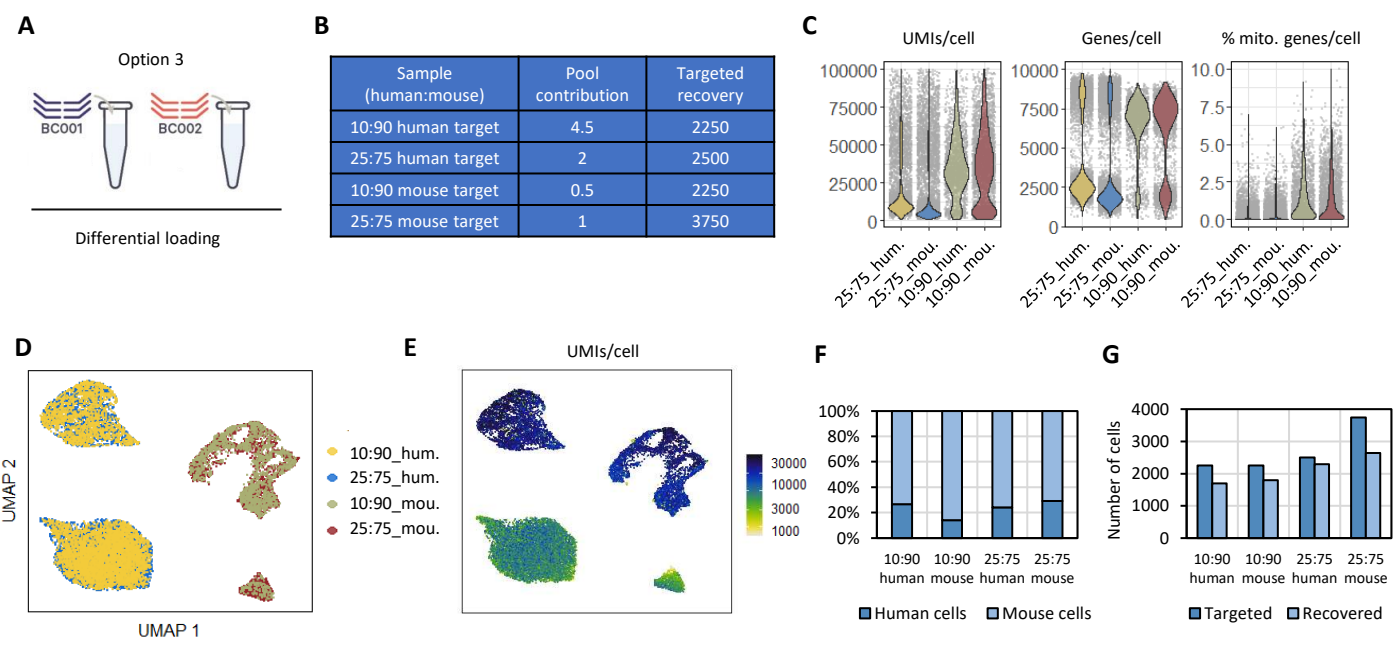 A
Option 3
BC001
BC002
Differential loading
B
Sample
(human:mouse)
Pool
contribution
Targeted
recovery
10:90 human target 4.5 2250
25:75 human target 2 2500
10:90 mouse target 0.5 2250
25:75 mouse target 1 3750
C
UMIs/cell
100000
75000
50000
25000
0
25:75_hum.
25:75_mou.
10:90_hum.
10:90_mou.
Genes/cell
10000
7500
5000
2500
0
25:75_hum.
25:75_mou.
10:90_hum.
10:90_mou.
% mito. genes/cell
10.0
7.5
5.0
2.5
0.0
25:75_hum.
25:75_mou.
10:90_hum.
10:90_mou.
D
UMAP 2
UMAP 1
10:90_hum.
25:75_hum.
10:90_mou.
25:75_mou.
E
UMIs/cell
30000
10000
3000
1000
F
100%
80%
60%
40%
20%
0%
10:90
human
10:90
mouse
25:75
human
25:75
mouse
Human cells
Mouse cells
G
Number of cells
4000
3000
2000
1000
0
10:90
human
10:90
mouse
25:75
human
25:75
mouse
Targeted
Recovered